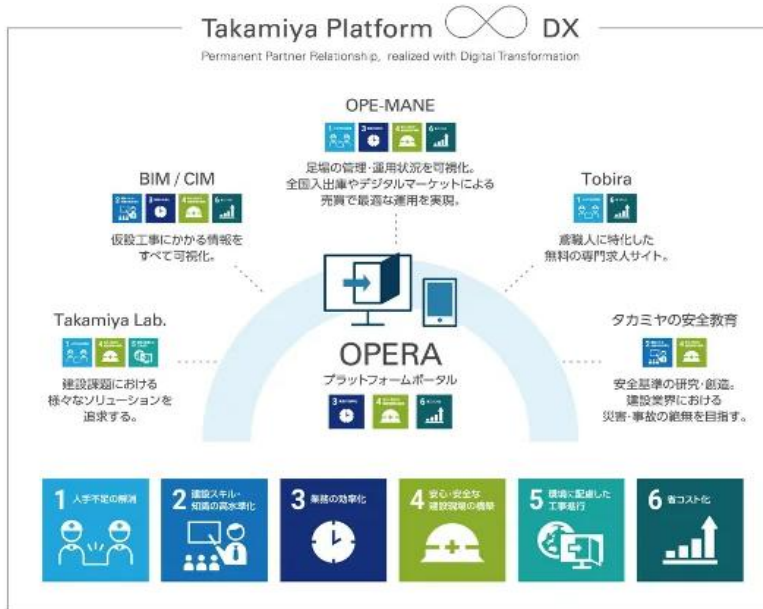 Takamiya Platform DX
Permanent Partner Relationship, realized with Digital Transformation
OPE-MANE
足場の管理・運用状況を可視化。
全国入出庫やデジタルマーケットによる
売買で最適な運用を実現。
BIM / CIM
仮設工事にかかる情報を
すべて可視化。
Tobira
鳶職人に特化した
無料の専門求人サイト。
Takamiya Lab.
建設課題における
様々なソリューションを
追求する。
OPERA
プラットフォームポータル
タカミヤの安全教育
安全基準の研究・創造。
建設業界における
災害・事故の絶無を目指す。
1 人手不足の解消
2 建設スキル・
知識の高水準化
3 業務の効率化
4 安心・安全な
建設現場の構築
5 環境に配慮した
工事進行
6 省コスト化